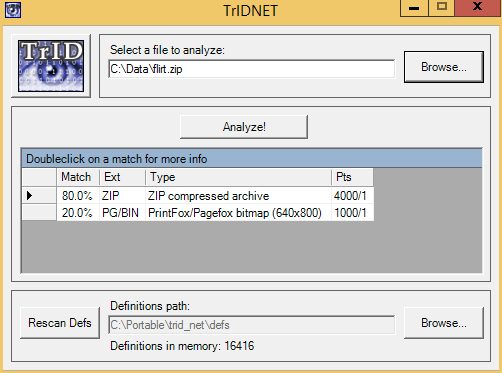 TrIDNET
TrID
Select a file to analyze:
C:\Data\flirt.zip
Browse...
Analyze!
Doubleclick on a match for more info
Match Ext Type Pts
80.0% ZIP ZIP compressed archive 4000/1
20.0% PG/BIN PrintFox/Pagefox bitmap (640x800) 1000/1
Rescan Defs
Definitions path:
C:\Portable\trid_net\defs
Browse...
Definitions in memory: 16416